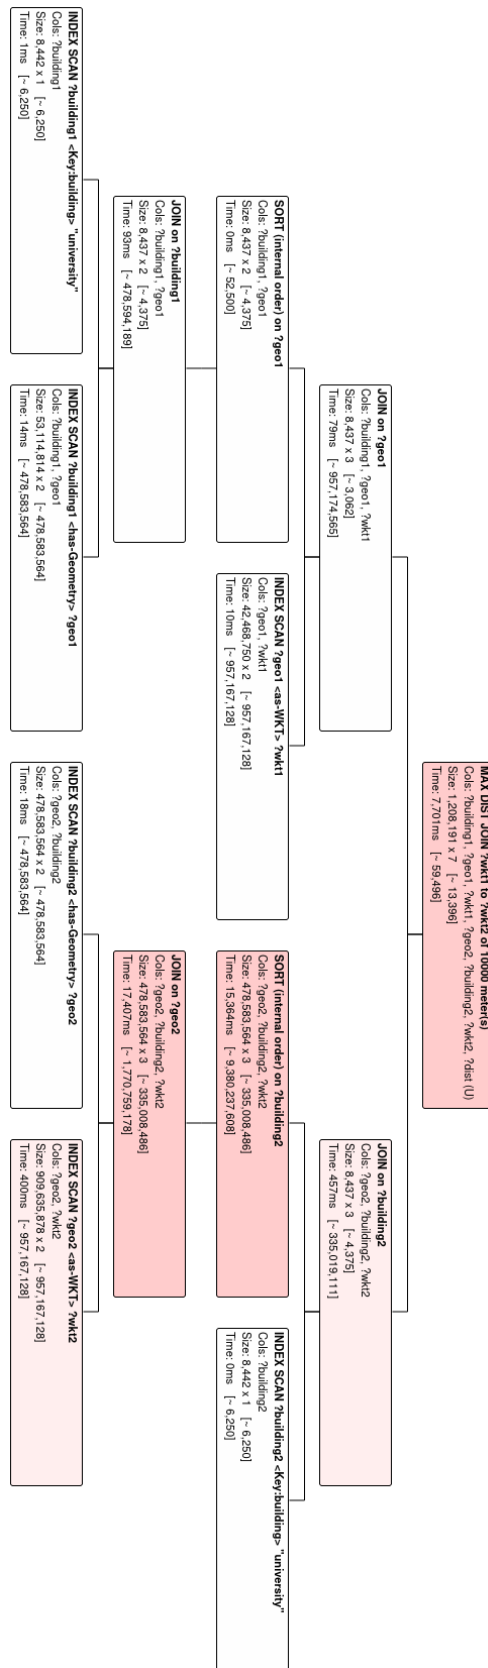 MAX DIST JOIN ?wkt1 to ?wkt2 of 10000 meter(s)
Cols: ?building1, ?geo1, ?wkt1, ?geo2, ?building2, ?wkt2, ?dist (U)
Size: 1,208,191 x 7 [~ 13,396]
Time: 7,701ms [~ 59,496]
JOIN on ?geo1
Cols: ?building1, ?geo1, ?wkt1
Size: 8,437 x 3 [~ 3,062]
Time: 79ms [~ 957,174,565]
JOIN on ?building2
Cols: ?geo2, ?building2, ?wkt2
Size: 8,437 x 3 [~ 4,375]
Time: 457ms [~ 335,019,111]
SORT (internal order) on ?geo1
Cols: ?building1, ?geo1
Size: 8,437 x 2 [~ 4,375]
Time: 0ms [~ 52,500]
INDEX SCAN ?geo1 <as-WKT> ?wkt1
Cols: ?geo1, ?wkt1
Size: 42,468,750 x 2 [~ 957,167,128]
Time: 10ms [~ 957,167,128]
SORT (internal order) on ?building2
Cols: ?geo2, ?building2, ?wkt2
Size: 478,583,564 x 3 [~ 335,008,486]
Time: 15,364ms [~ 9,380,237,608]
INDEX SCAN ?building2 <Key:building> "university"
Cols: ?building2
Size: 8,442 x 1 [~ 6,250]
Time: 0ms [~ 6,250]
JOIN on ?building1
Cols: ?building1, ?geo1
Size: 8,437 x 2 [~ 4,375]
Time: 93ms [~ 478,594,189]
JOIN on ?geo2
Cols: ?geo2, ?building2, ?wkt2
Size: 478,583,564 x 3 [~ 335,008,486]
Time: 17,407ms [~ 1,770,759,178]
INDEX SCAN ?building1 <Key:building> "university"
Cols: ?building1
Size: 8,442 x 1 [~ 6,250]
Time: 1ms [~ 6,250]
INDEX SCAN ?building1 <has-Geometry> ?geo1
Cols: ?building1, ?geo1
Size: 53,114,814 x 2 [~ 478,583,564]
Time: 14ms [~ 478,583,564]
INDEX SCAN ?building2 <has-Geometry> ?geo2
Cols: ?geo2, ?building2
Size: 478,583,564 x 2 [~ 478,583,564]
Time: 18ms [~ 478,583,564]
INDEX SCAN ?geo2 <as-WKT> ?wkt2
Cols: ?geo2, ?wkt2
Size: 909,635,878 x 2 [~ 957,167,128]
Time: 400ms [~ 957,167,128]